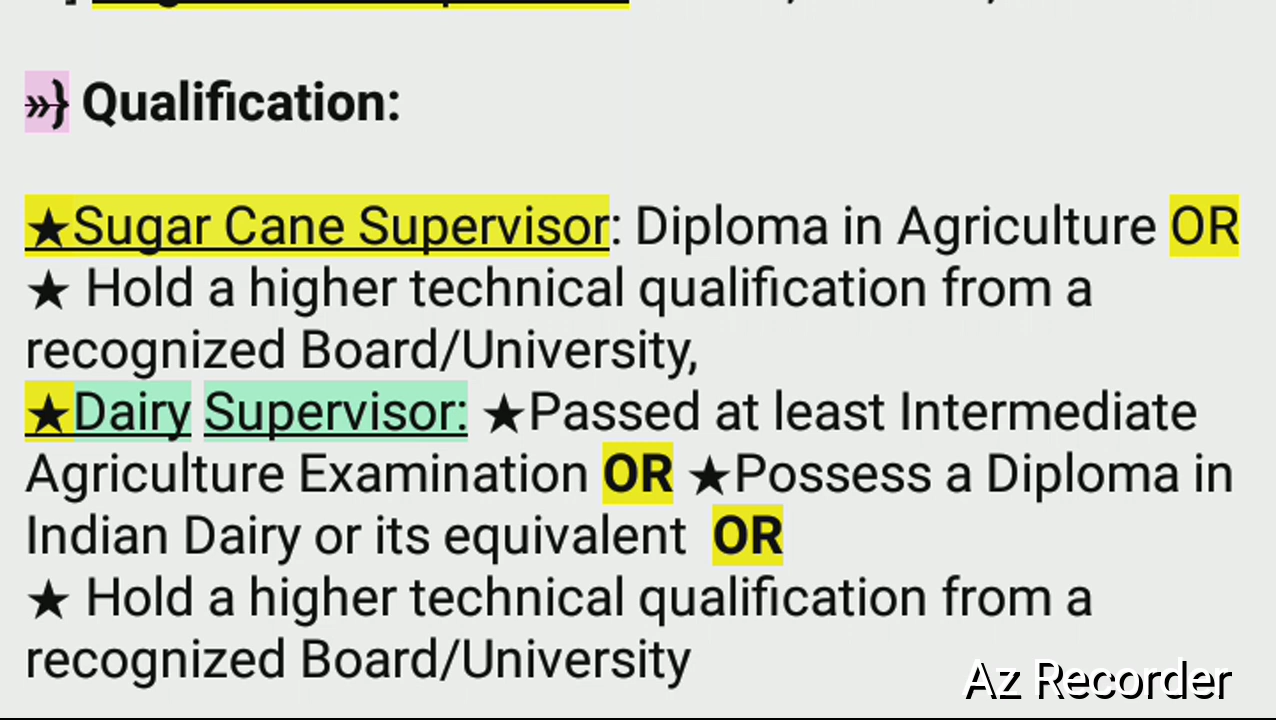 »} Qualification:
★Sugar Cane Supervisor: Diploma in Agriculture OR
★ Hold a higher technical qualification from a
recognized Board/University,
★Dairy Supervisor: ★Passed at least Intermediate
Agriculture Examination OR ★Possess a Diploma in
Indian Dairy or its equivalent OR
★ Hold a higher technical qualification from a
recognized Board/University
Az Recorder